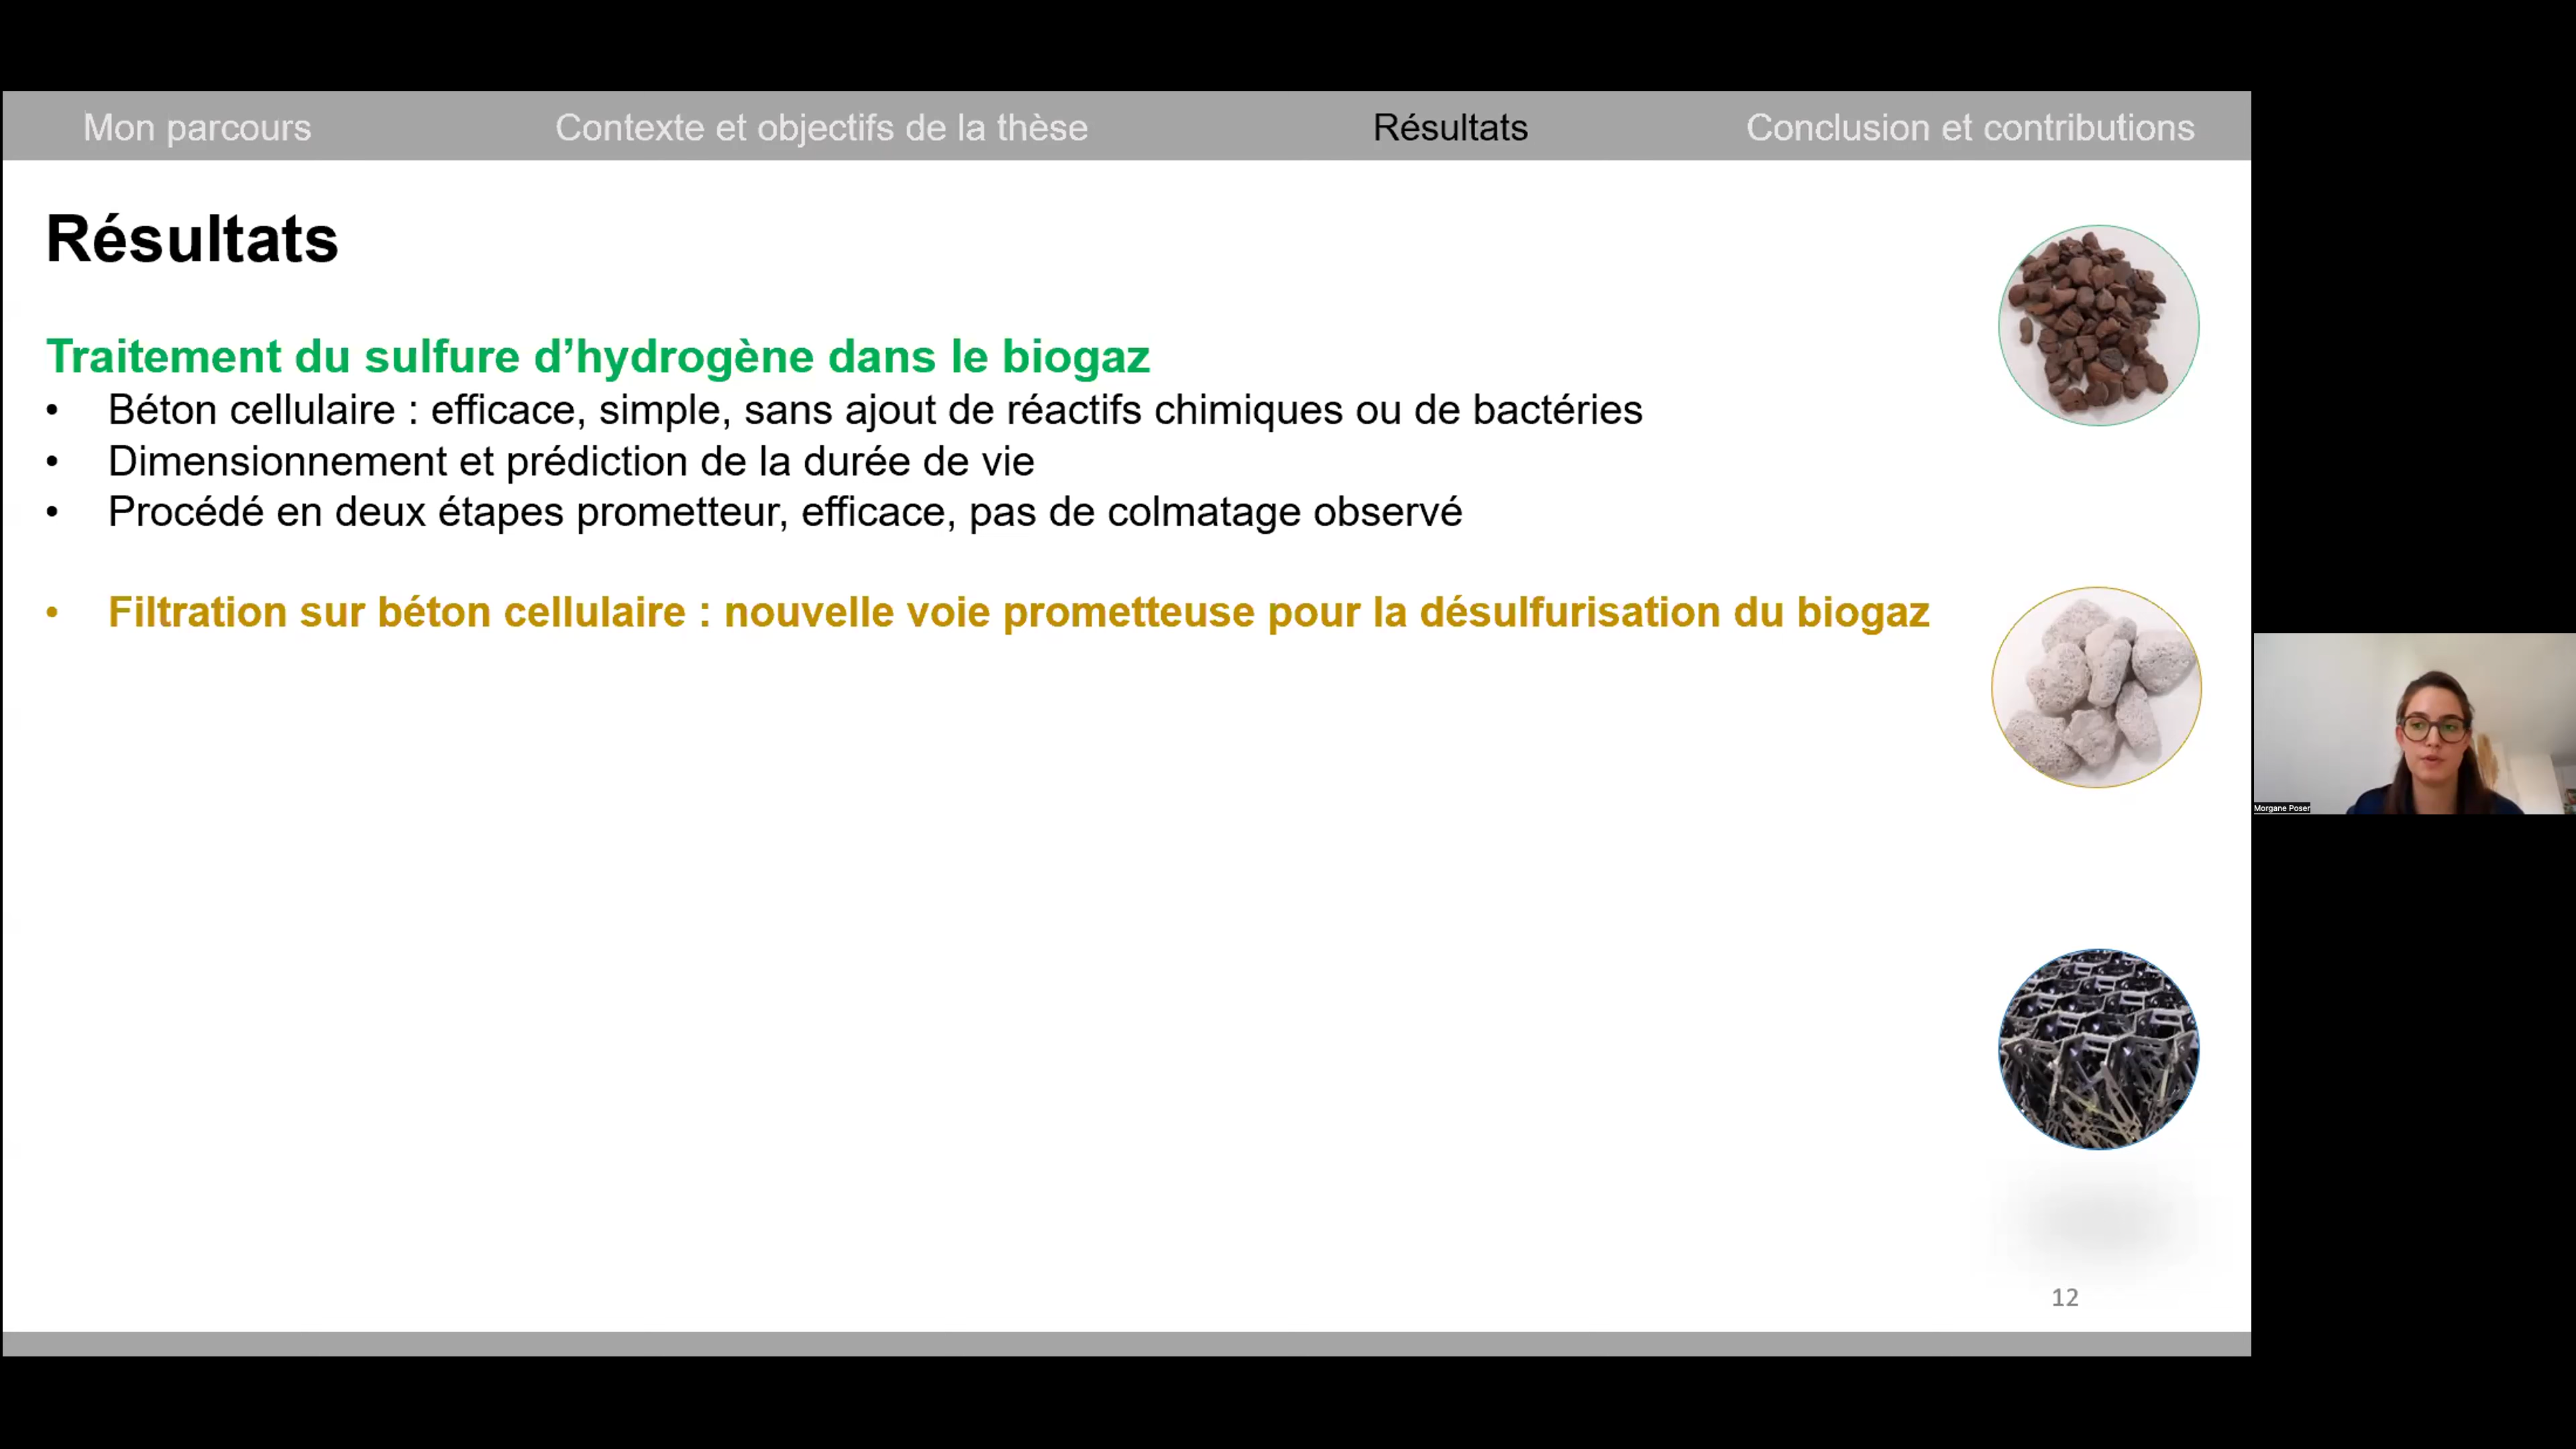 Mon parcours
Contexte et objectifs de la thèse
Résultats
Conclusion et contributions
Résultats
Traitement du sulfure d’hydrogène dans le biogaz
• Béton cellulaire : efficace, simple, sans ajout de réactifs chimiques ou de bactéries
• Dimensionnement et prédiction de la durée de vie
• Procédé en deux étapes prometteur, efficace, pas de colmatage observé
• Filtration sur béton cellulaire : nouvelle voie prometteuse pour la désulfurisation du biogaz
Morgane Poser
12